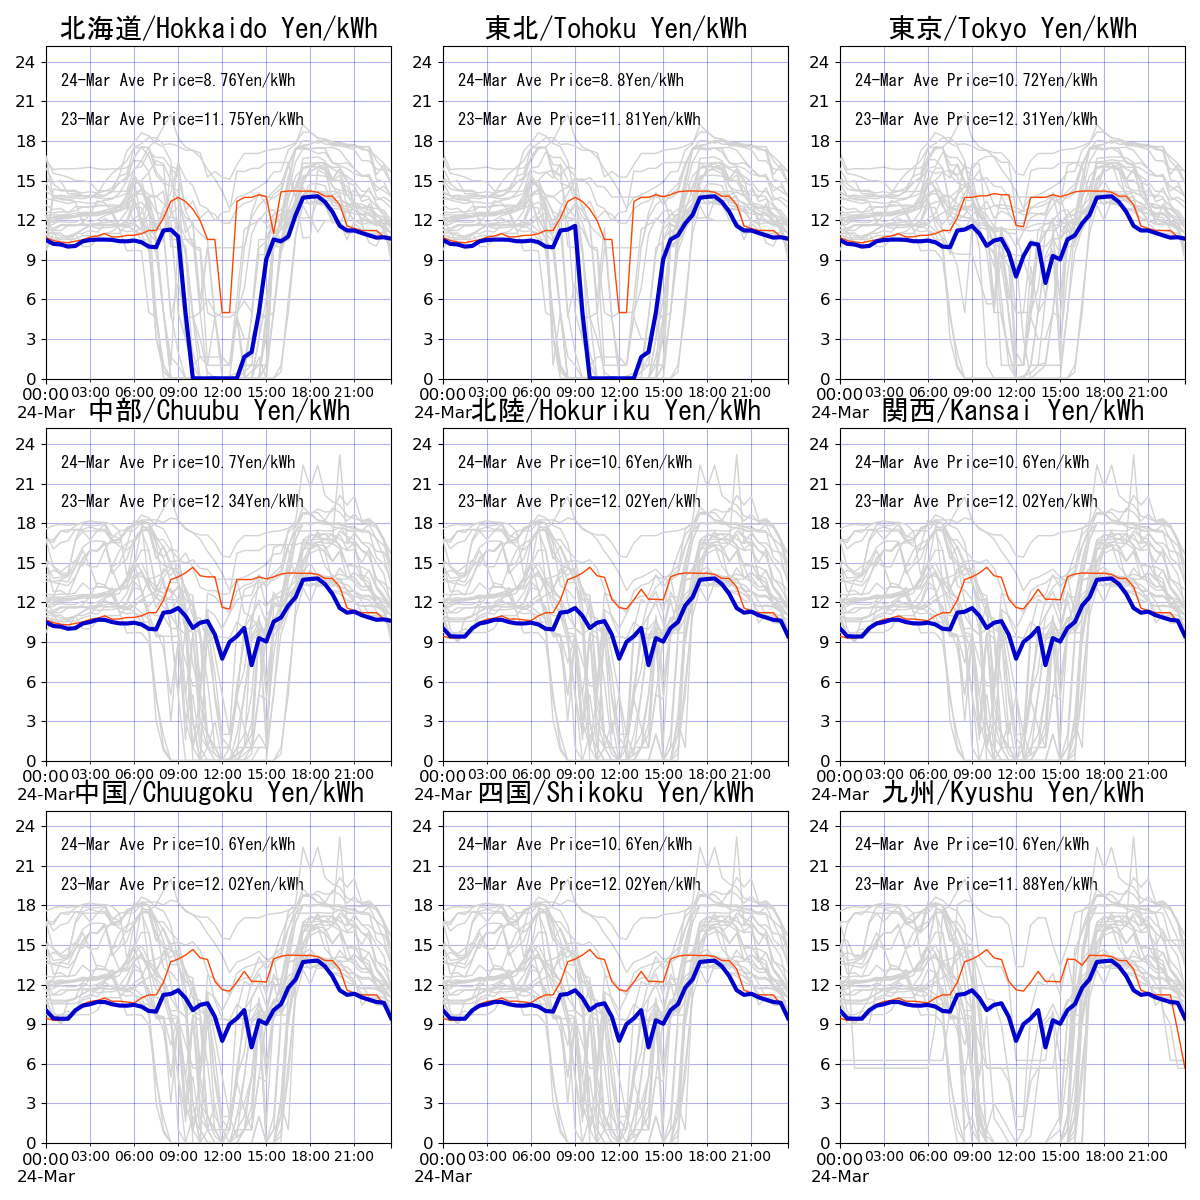 北海道/Hokkaido Yen/kWh
24-Mar Ave Price=8.76Yen/kWh
23-Mar Ave Price=11.75Yen/kWh
24
21
18
15
12
9
6
3
0
00:00 03:00 06:00 09:00 12:00 15:00 18:00 21:00
24-Mar
東北/Tohoku Yen/kWh
24-Mar Ave Price=8.8Yen/kWh
23-Mar Ave Price=11.81Yen/kWh
24
21
18
15
12
9
6
3
0
00:00 03:00 06:00 09:00 12:00 15:00 18:00 21:00
24-Mar
東京/Tokyo Yen/kWh
24-Mar Ave Price=10.72Yen/kWh
23-Mar Ave Price=12.31Yen/kWh
24
21
18
15
12
9
6
3
0
00:00 03:00 06:00 09:00 12:00 15:00 18:00 21:00
24-Mar
中部/Chuubu Yen/kWh
24-Mar Ave Price=10.7Yen/kWh
23-Mar Ave Price=12.34Yen/kWh
24
21
18
15
12
9
6
3
0
00:00 03:00 06:00 09:00 12:00 15:00 18:00 21:00
24-Mar
北陸/Hokuriku Yen/kWh
24-Mar Ave Price=10.6Yen/kWh
23-Mar Ave Price=12.02Yen/kWh
24
21
18
15
12
9
6
3
0
00:00 03:00 06:00 09:00 12:00 15:00 18:00 21:00
24-Mar
関西/Kansai Yen/kWh
24-Mar Ave Price=10.6Yen/kWh
23-Mar Ave Price=12.02Yen/kWh
24
21
18
15
12
9
6
3
0
00:00 03:00 06:00 09:00 12:00 15:00 18:00 21:00
24-Mar
中国/Chuugoku Yen/kWh
24-Mar Ave Price=10.6Yen/kWh
23-Mar Ave Price=12.02Yen/kWh
24
21
18
15
12
9
6
3
0
00:00 03:00 06:00 09:00 12:00 15:00 18:00 21:00
24-Mar
四国/Shikoku Yen/kWh
24-Mar Ave Price=10.6Yen/kWh
23-Mar Ave Price=12.02Yen/kWh
24
21
18
15
12
9
6
3
0
00:00 03:00 06:00 09:00 12:00 15:00 18:00 21:00
24-Mar
九州/Kyushu Yen/kWh
24-Mar Ave Price=10.6Yen/kWh
23-Mar Ave Price=11.88Yen/kWh
24
21
18
15
12
9
6
3
0
00:00 03:00 06:00 09:00 12:00 15:00 18:00 21:00
24-Mar